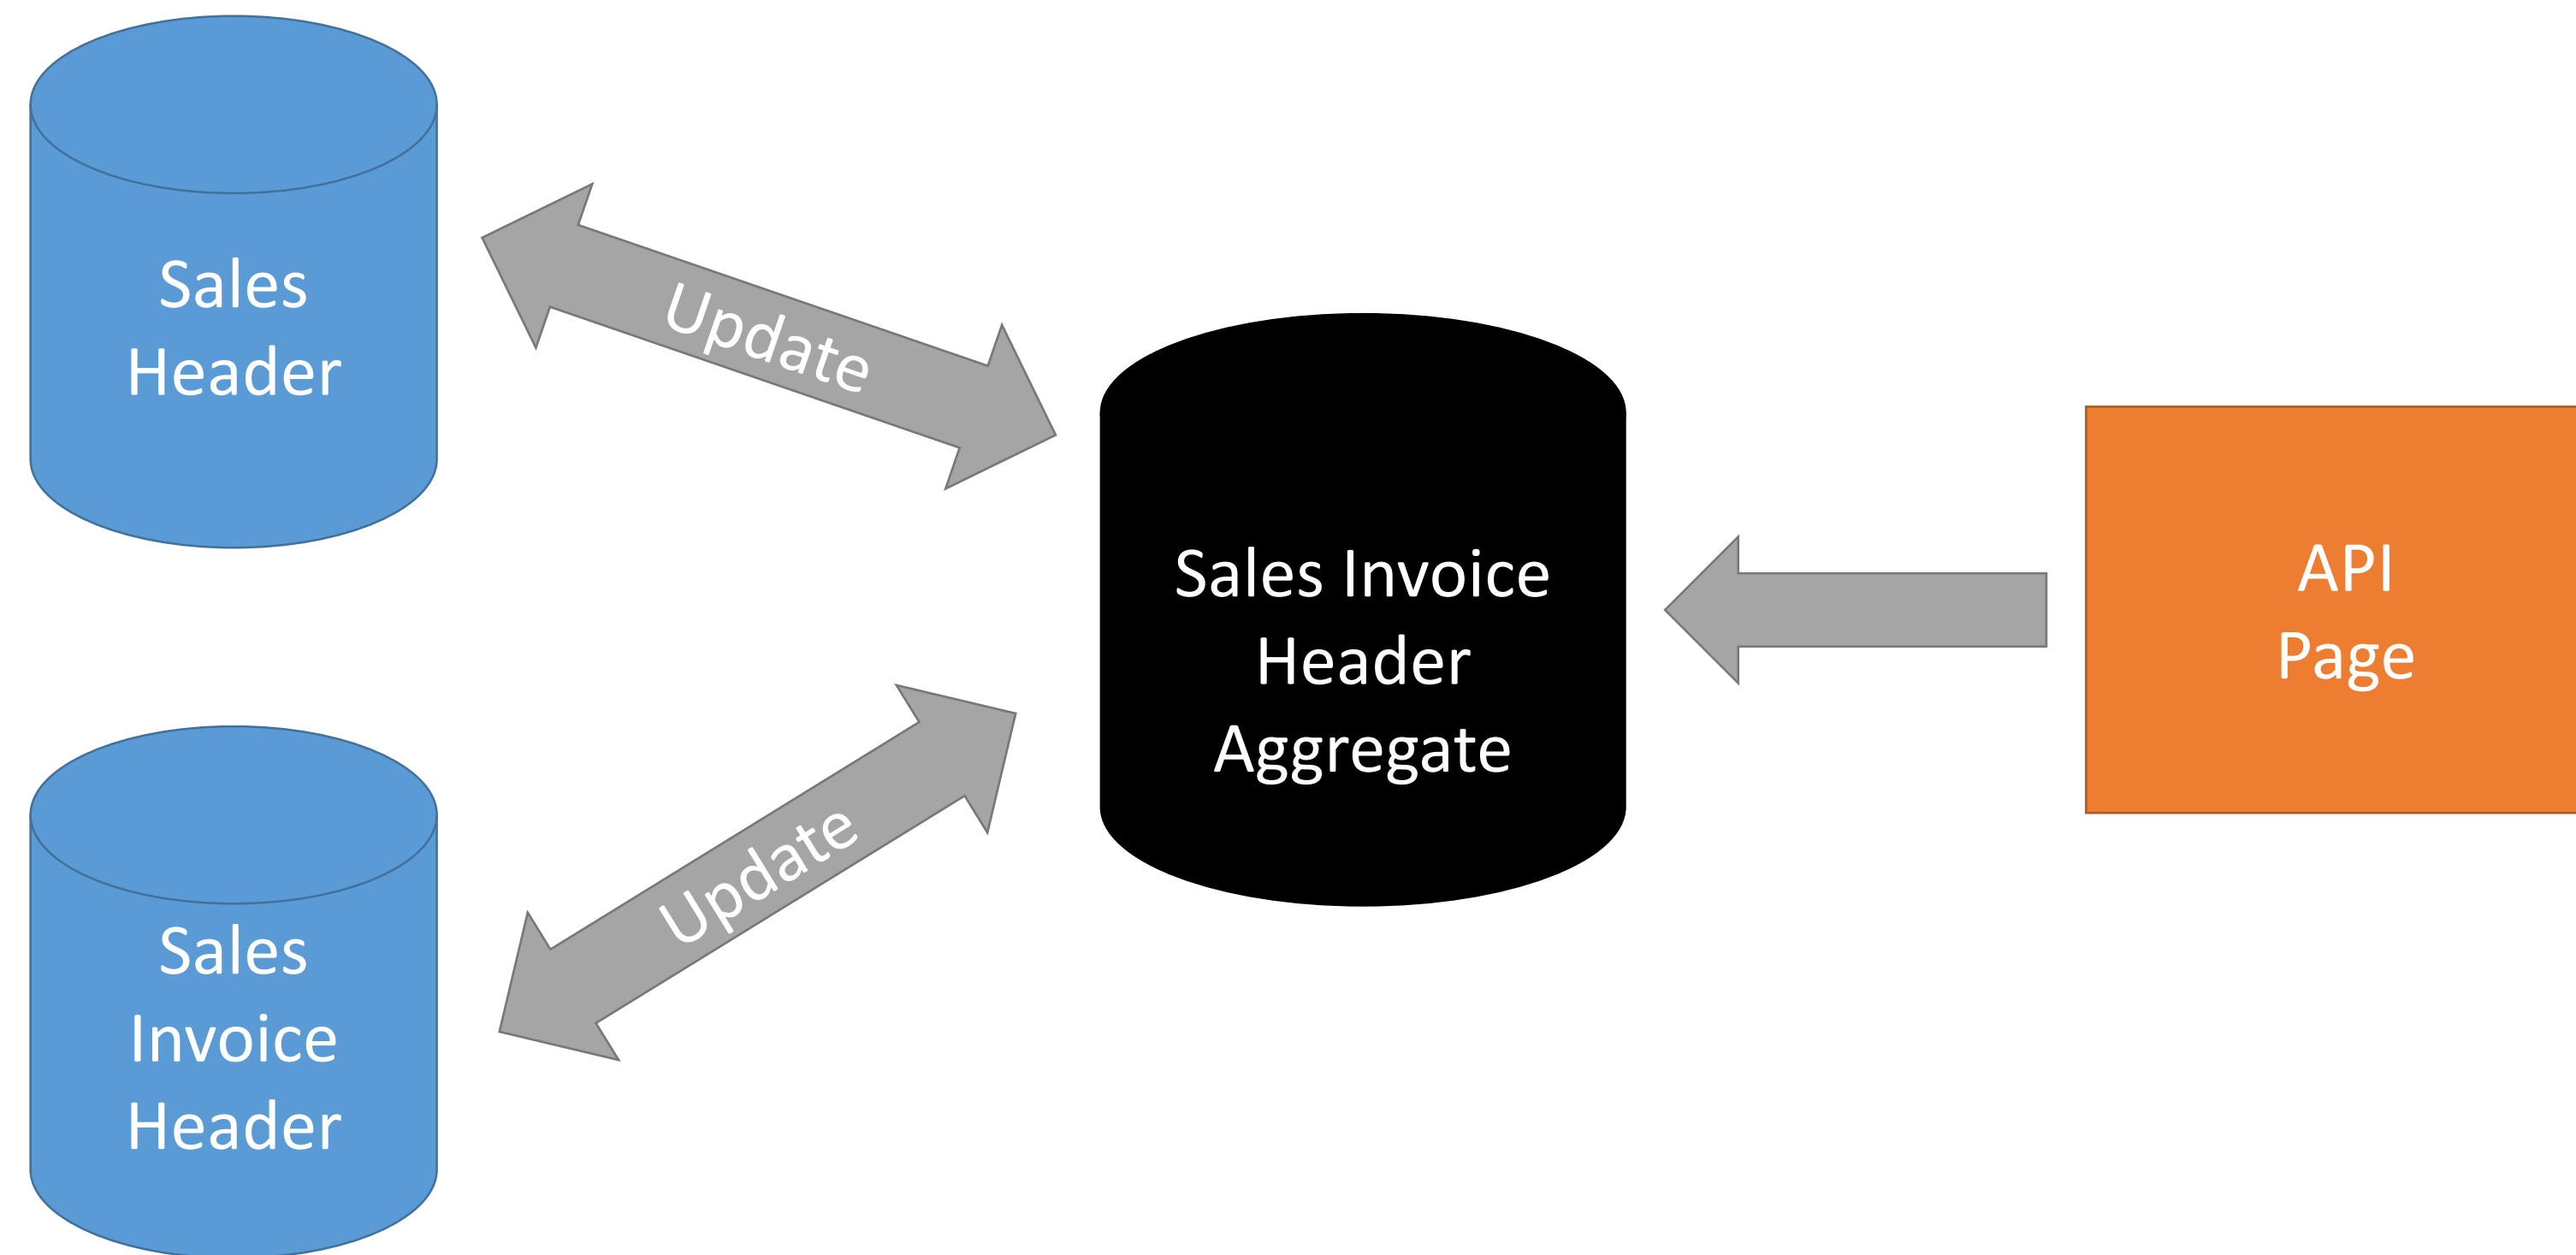 Sales
Header
Update
Sales Invoice
Header
Aggregate
API
Page
Update
Sales
Invoice
Header